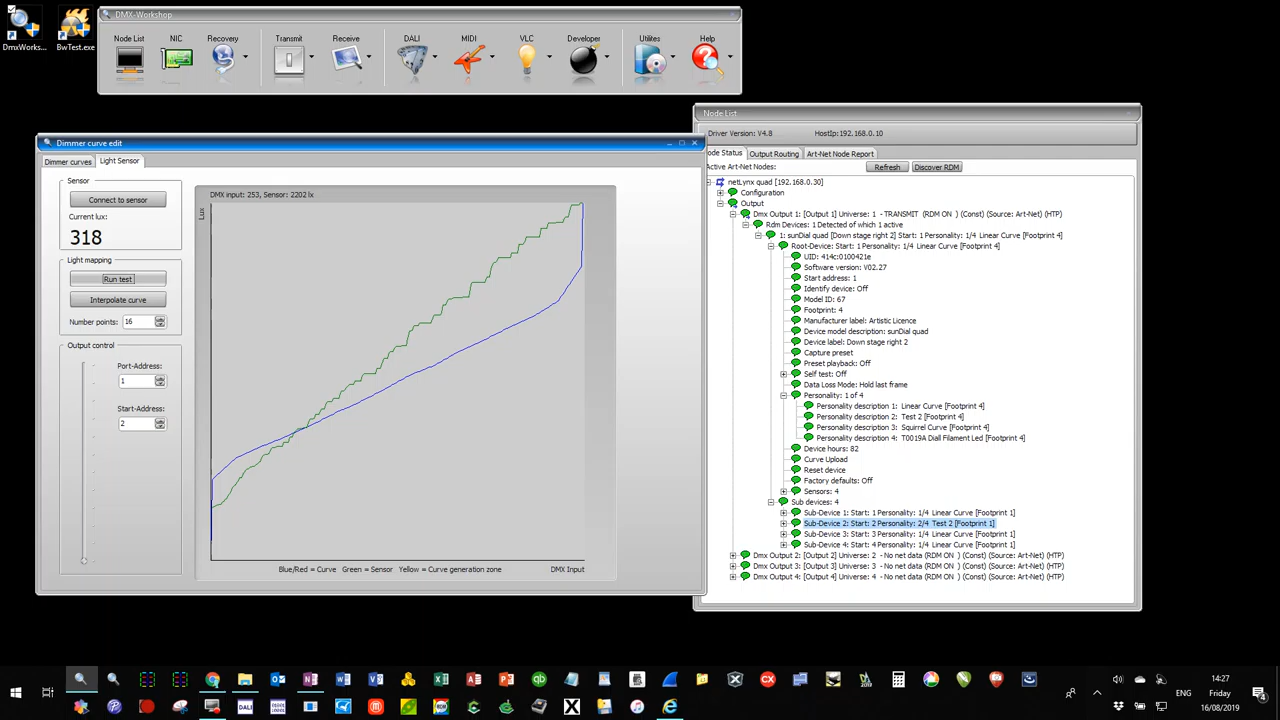 DmxWorks...
BwTest.exe
DMX-Workshop
Node List
NIC
Recovery
Transmit
Receive
DALI
MIDI
VLC
Developer
Utilites
Help
Dimmer curve edit
Dimmer curves
Light Sensor
Sensor
Connect to sensor
Current lux:
318
Light mapping
Run test
Interpolate curve
Number points: 16
Output control
Port-Address:
1
Start-Address:
2
DMX input: 253, Sensor: 2202 lx
Lux
Blue/Red = Curve Green = Sensor Yellow = Curve generation zone
DMX Input
Node List
Driver Version: V4.8 HostIp:192.168.0.10
ode Status
Output Routing
Art-Net Node Report
Active Art-Net Nodes:
Refresh
Discover RDM
netLynx quad [192.168.0.30]
Configuration
Output
Dmx Output 1: [Output 1] Universe: 1 - TRANSMIT (RDM ON ) (Const) (Source: Art-Net) (HTP)
Rdm Devices: 1 Detected of which 1 active
1: sunDial quad [Down stage right 2] Start: 1 Personality: 1/4 Linear Curve [Footprint 4]
Root-Device: Start: 1 Personality: 1/4 Linear Curve [Footprint 4]
UID: 414c:0100421e
Software version: V02.27
Start address: 1
Identify device: Off
Model ID: 67
Footprint: 4
Manufacturer label: Artistic Licence
Device model description: sunDial quad
Device label: Down stage right 2
Capture preset
Preset playback: Off
Self test: Off
Data Loss Mode: Hold last frame
Personality: 1 of 4
Personality description 1: Linear Curve [Footprint 4]
Personality description 2: Test 2 [Footprint 4]
Personality description 3: Squirrel Curve [Footprint 4]
Personality description 4: T0019A Diall Filament Led [Footprint 4]
Device hours: 82
Curve Upload
Reset device
Factory defaults: Off
Sensors: 4
Sub devices: 4
Sub-Device 1: Start: 1 Personality: 1/4 Linear Curve [Footprint 1]
Sub-Device 2: Start: 2 Personality: 2/4 Test 2 [Footprint 1]
Sub-Device 3: Start: 3 Personality: 1/4 Linear Curve [Footprint 1]
Sub-Device 4: Start: 4 Personality: 1/4 Linear Curve [Footprint 1]
Dmx Output 2: [Output 2] Universe: 2 - No net data (RDM ON ) (Const) (Source: Art-Net) (HTP)
Dmx Output 3: [Output 3] Universe: 3 - No net data (RDM ON ) (Const) (Source: Art-Net) (HTP)
Dmx Output 4: [Output 4] Universe: 4 - No net data (RDM ON ) (Const) (Source: Art-Net) (HTP)
14:27
ENG
Friday
16/08/2019